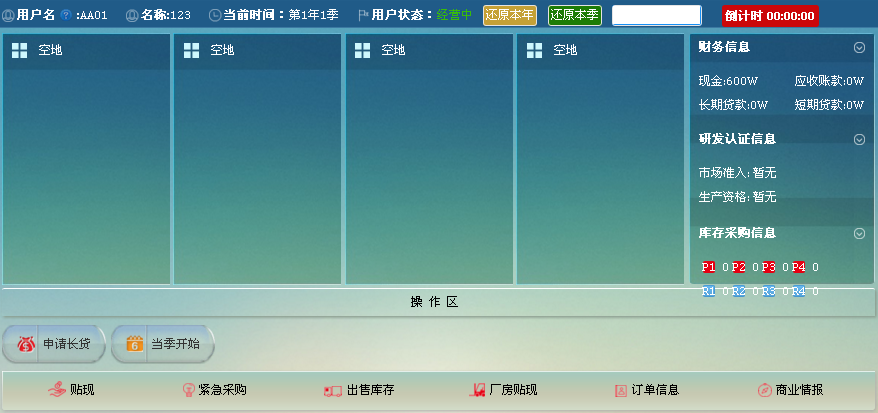 用户名 ? :AA01 名称:123 当前时间：第1年1季 用户状态：经营中 还原本年 还原本季 倒计时 00:00:00
空地 空地 空地 空地
财务信息
现金:600W 应收账款:0W
长期贷款:0W 短期贷款:0W
研发认证信息
市场准入: 暂无
生产资格: 暂无
库存采购信息
P1 0 P2 0 P3 0 P4 0
R1 0 R2 0 R3 0 R4 0
操 作 区
申请长贷 6 当季开始
贴现 紧急采购 出售库存 厂房贴现 订单信息 商业情报